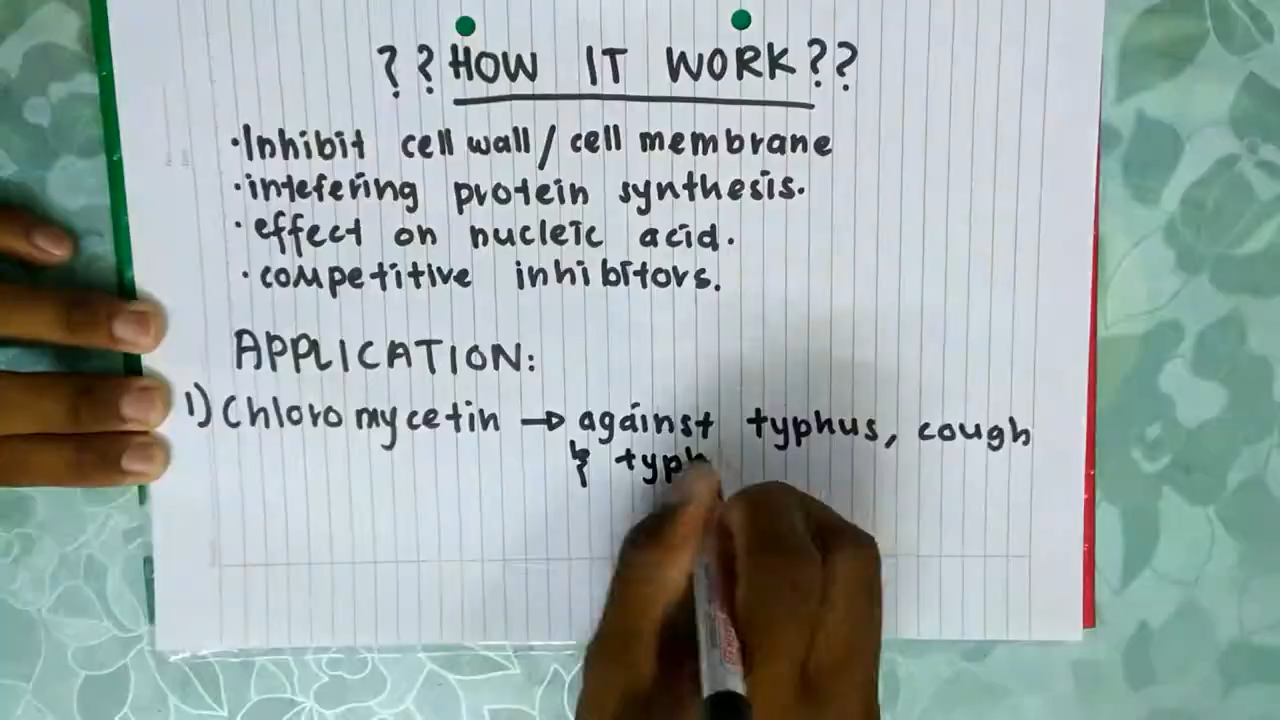 ??HOW IT WORK??
·Inhibit cell wall/cell membrane
·intefering protein synthesis.
·effect on nucleic acid.
·competitive inhibitors.
APPLICATION:
1) Chloromycetin → against typhus, cough
& typh